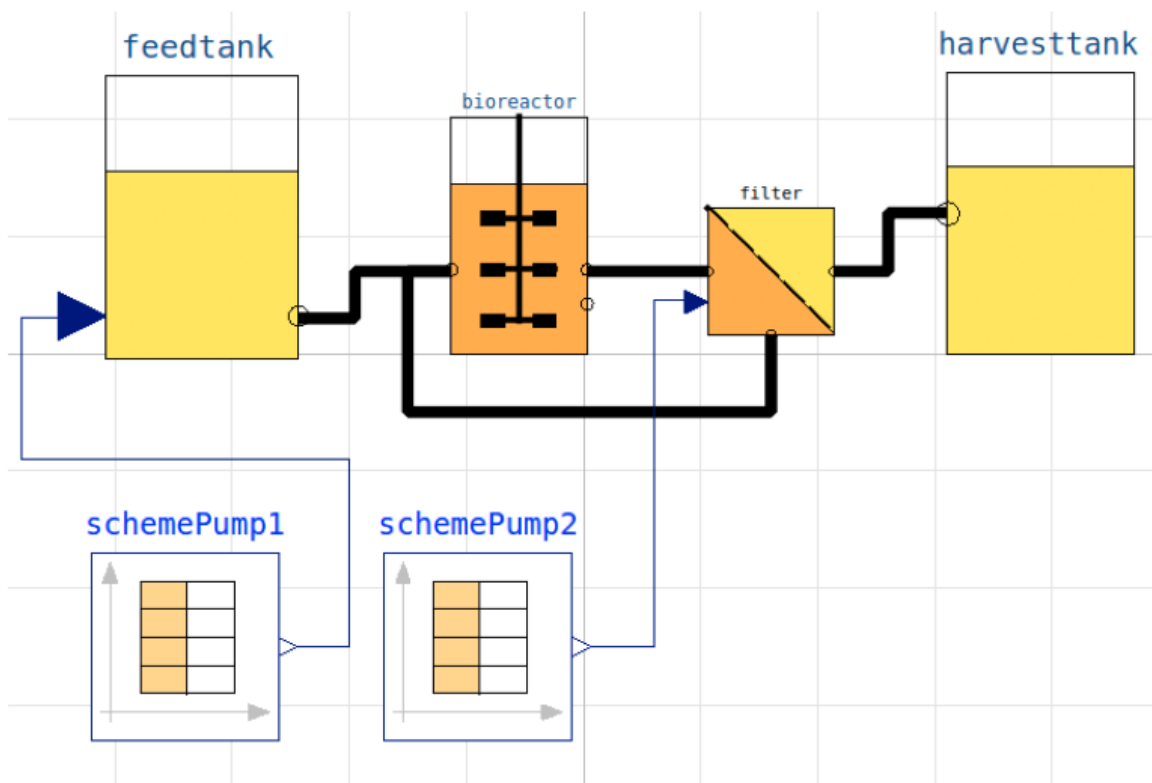 feedtank
harvesttank
bioreactor
filter
schemePump1
schemePump2